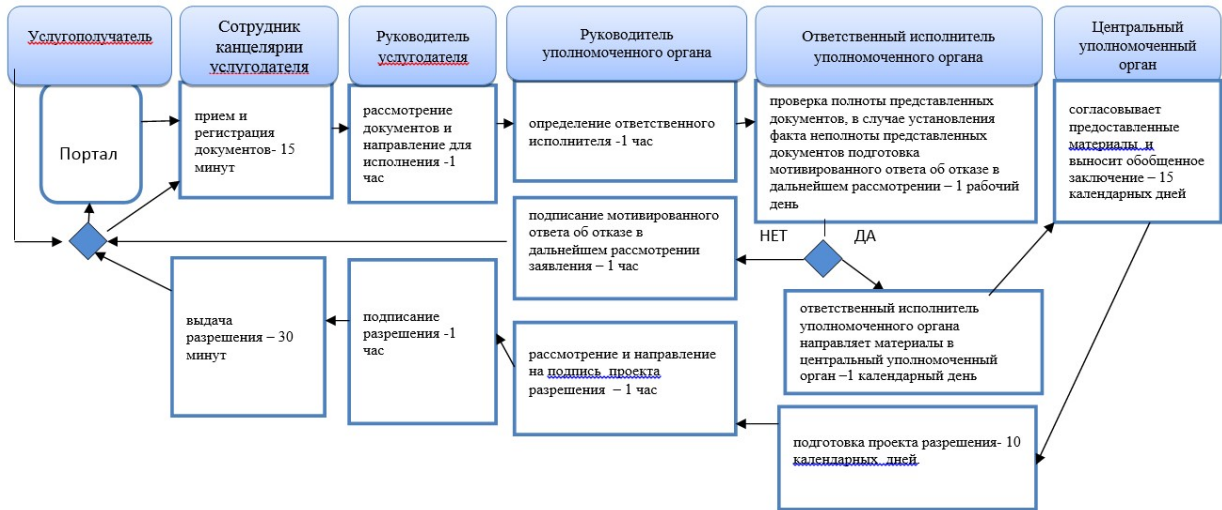 Услугополучатель
Сотрудник
канцелярии
услугодателя
Руководитель
услугодателя
Руководитель
уполномоченного органа
Ответственный исполнитель
уполномоченного органа
Центральный
уполномоченный
орган
Портал
прием и
регистрация
документов- 15
минут
рассмотрение
документов и
направление для
исполнения -1
час
определение ответственного
исполнителя -1 час
проверка полноты представленных
документов, в случае установления
факта неполноты представленных
документов подготовка
мотивированного ответа об отказе в
дальнейшем рассмотрении – 1 рабочий
день
согласовывает
предоставленные
материалы и
выносит обобщенное
заключение – 15
календарных дней
подписание мотивированного
ответа об отказе в
дальнейшем рассмотрении
заявления – 1 час
НЕТ
ДА
ответственный исполнитель
уполномоченного органа
направляет материалы в
центральный уполномоченный
орган –1 календарный день
выдача
разрешения – 30
минут
подписание
разрешения -1
час
рассмотрение и направление
на подпись проекта
разрешения – 1 час
подготовка проекта разрешения- 10
календарных дней